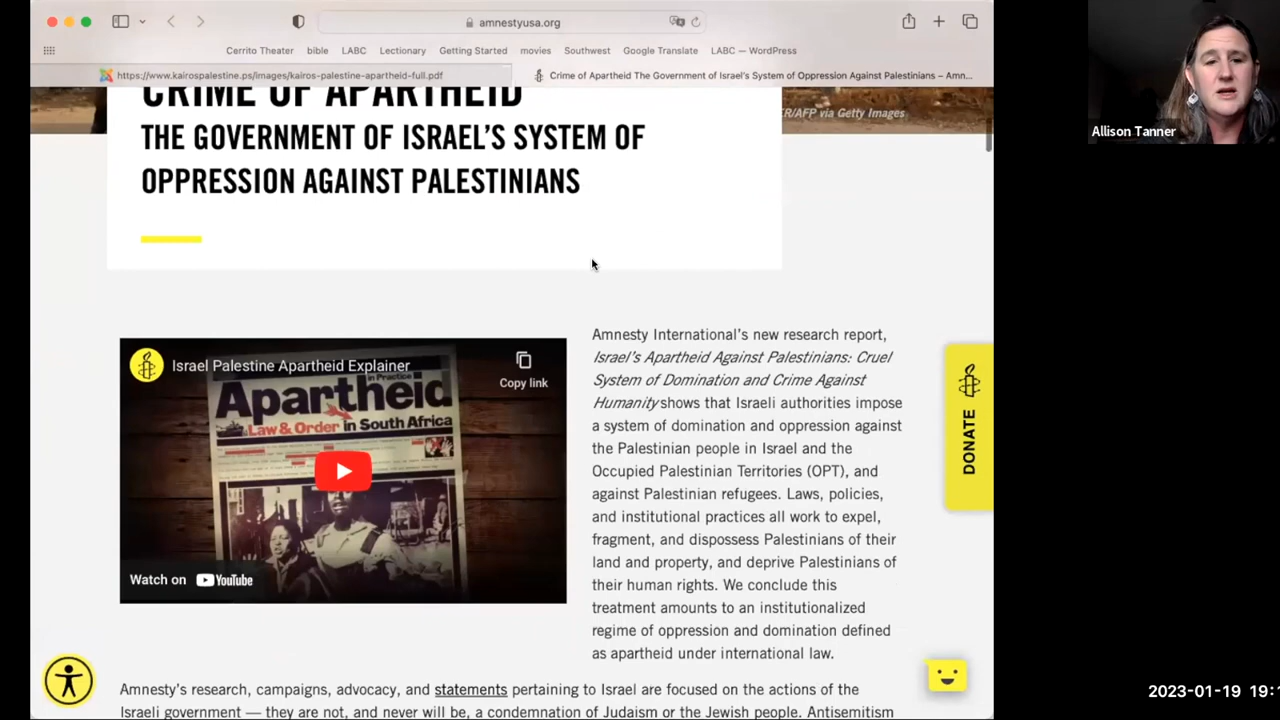 amnestyusa.org
Cerrito Theater bible LABC Lectionary Getting Started movies Southwest Google Translate LABC — WordPress
https://www.kairospalestine.ps/images/kairos-palestine-apartheid-full.pdf
Crime of Apartheid The Government of Israel's System of Oppression Against Palestinians – Amn...
CRIME OF APARTHEID
THE GOVERNMENT OF ISRAEL'S SYSTEM OF
OPPRESSION AGAINST PALESTINIANS
R/AFP via Getty Images
Allison Tanner
Israel Palestine Apartheid Explainer
Copy link
in Practice
Apartheid
Law & Order in South Africa
Watch on YouTube
Amnesty International's new research report,
Israel's Apartheid Against Palestinians: Cruel
System of Domination and Crime Against
Humanity shows that Israeli authorities impose
a system of domination and oppression against
the Palestinian people in Israel and the
Occupied Palestinian Territories (OPT), and
against Palestinian refugees. Laws, policies,
and institutional practices all work to expel,
fragment, and dispossess Palestinians of their
land and property, and deprive Palestinians of
their human rights. We conclude this
treatment amounts to an institutionalized
regime of oppression and domination defined
as apartheid under international law.
DONATE
Amnesty's research, campaigns, advocacy, and statements pertaining to Israel are focused on the actions of the
Israeli government — they are not, and never will be, a condemnation of Judaism or the Jewish people. Antisemitism
2023-01-19 19: